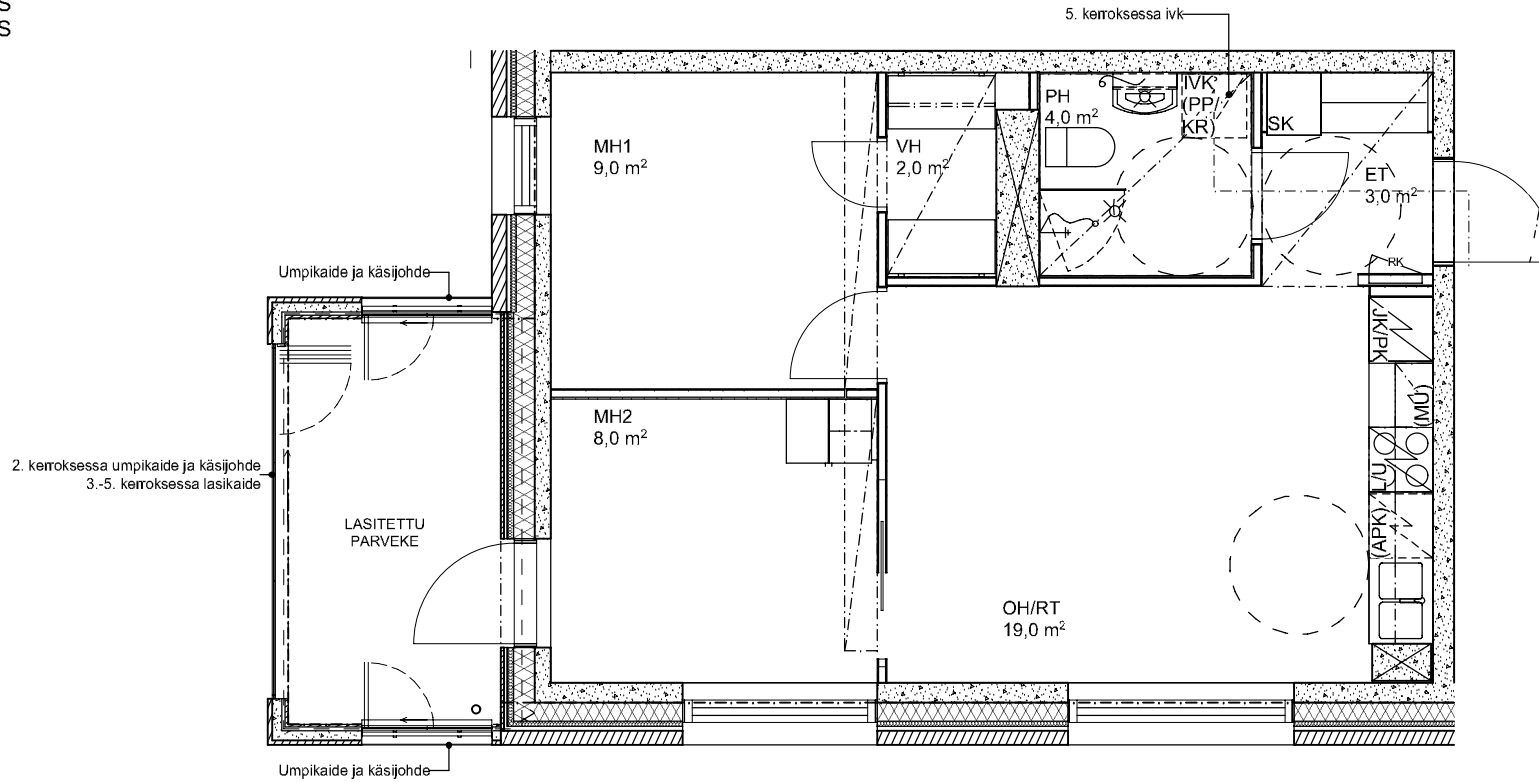 S
S
5. kerroksessa ivk
MH1
9,0 m²
VH
2,0 m²
PH
4,0 m²
IVK
(PP/
KR)
SK
ET
3,0 m²
RK
Umpikaide ja käsijohde
JK/PK
(MU)
MH2
8,0 m²
2. kerroksessa umpikaide ja käsijohde
3.-5. kerroksessa lasikaide
L/U
LASITETTU
PARVEKE
(APK)
OH/RT
19,0 m²
Umpikaide ja käsijohde